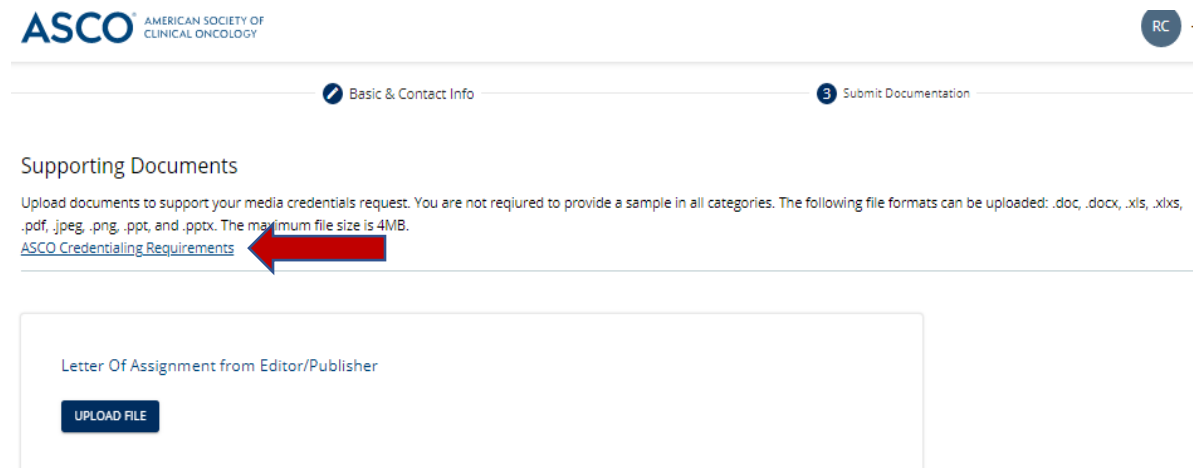 ASCO® AMERICAN SOCIETY OF
CLINICAL ONCOLOGY
RC
Basic & Contact Info
3 Submit Documentation
Supporting Documents
Upload documents to support your media credentials request. You are not reqiured to provide a sample in all categories. The following file formats can be uploaded: .doc, .docx, .xls, .xlxs,
.pdf, .jpeg, .png, .ppt, and .pptx. The maximum file size is 4MB.
ASCO Credentialing Requirements
Letter Of Assignment from Editor/Publisher
UPLOAD FILE